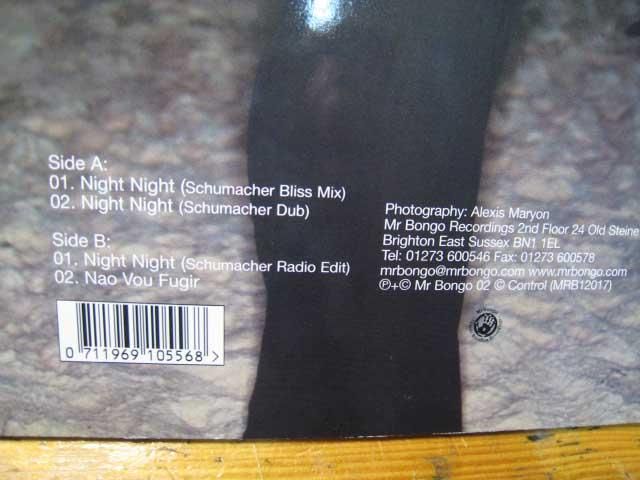 Side A:
01. Night Night (Schumacher Bliss Mix)
02. Night Night (Schumacher Dub)
Side B:
01. Night Night (Schumacher Radio Edit)
02. Nao Vou Fugir
0 711969 105568 >
Photography: Alexis Maryon
Mr Bongo Recordings 2nd Floor 24 Old Steine
Brighton East Sussex BN1 1EL
Tel: 01273 600546 Fax: 01273 600578
mrbongo@mrbongo.com www.mrbongo.com
℗+© Mr Bongo 02 © Control (MRB12017)